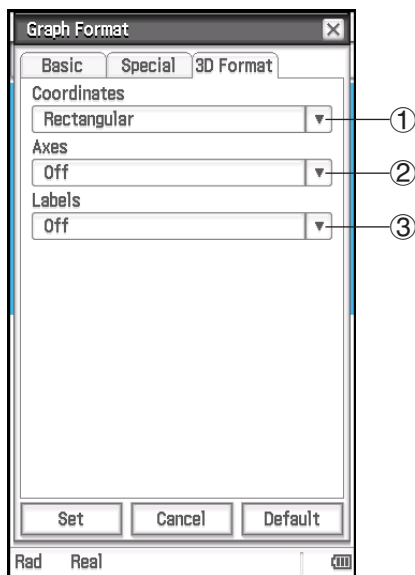 Graph Format
Basic Special 3D Format
Coordinates
Rectangular ①
Axes
Off ②
Labels
Off ③
Set Cancel Default
Rad Real